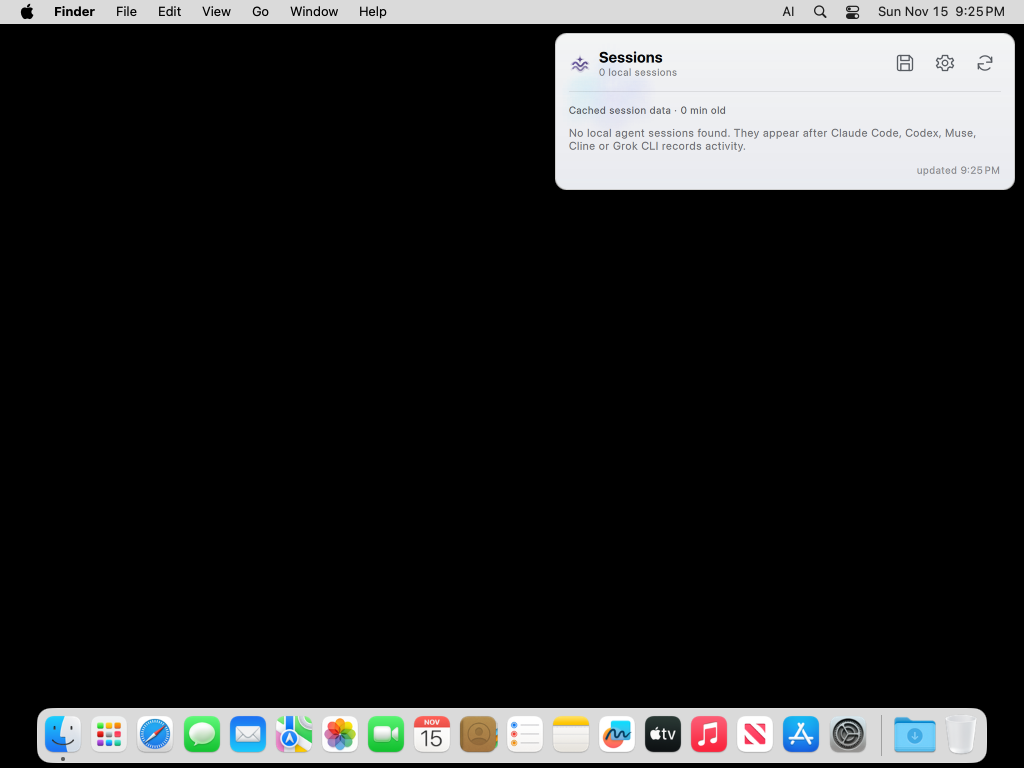 Finder File Edit View Go Window Help AI Sun Nov 15 9:25 PM
Sessions
0 local sessions
Cached session data · 0 min old
No local agent sessions found. They appear after Claude Code, Codex, Muse,
Cline or Grok CLI records activity.
updated 9:25 PM
NOV
15
tv